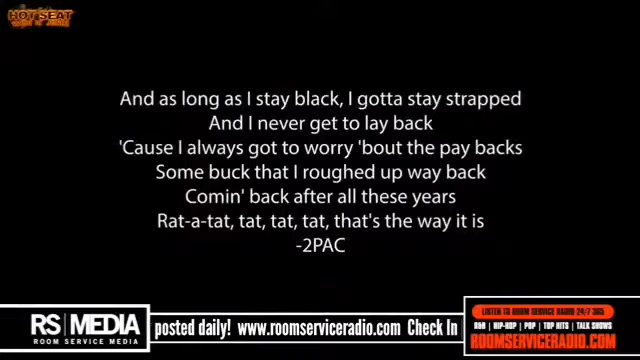 HOT SEAT
And as long as I stay black, I gotta stay strapped
And I never get to lay back
'Cause I always got to worry 'bout the pay backs
Some buck that I roughed up way back
Comin' back after all these years
Rat-a-tat, tat, tat, tat, that's the way it is
-2PAC
RS|MEDIA
ROOM SERVICE MEDIA
posted daily! www.roomserviceradio.com Check In
LISTEN TO ROOM SERVICE RADIO 24/7-365
R&B | HIP-HOP | POP | TOP HITS | TALK SHOWS
ROOMSERVICERADIO.COM